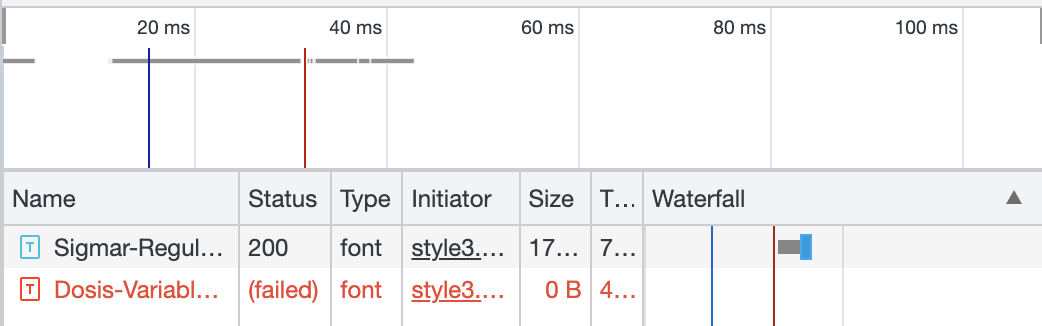 20 ms 40 ms 60 ms 80 ms 100 ms
Name Status Type Initiator Size T... Waterfall ▲
T Sigmar-Regul... 200 font style3.... 17... 7...
T Dosis-Variabl... (failed) font style3.... 0 B 4...